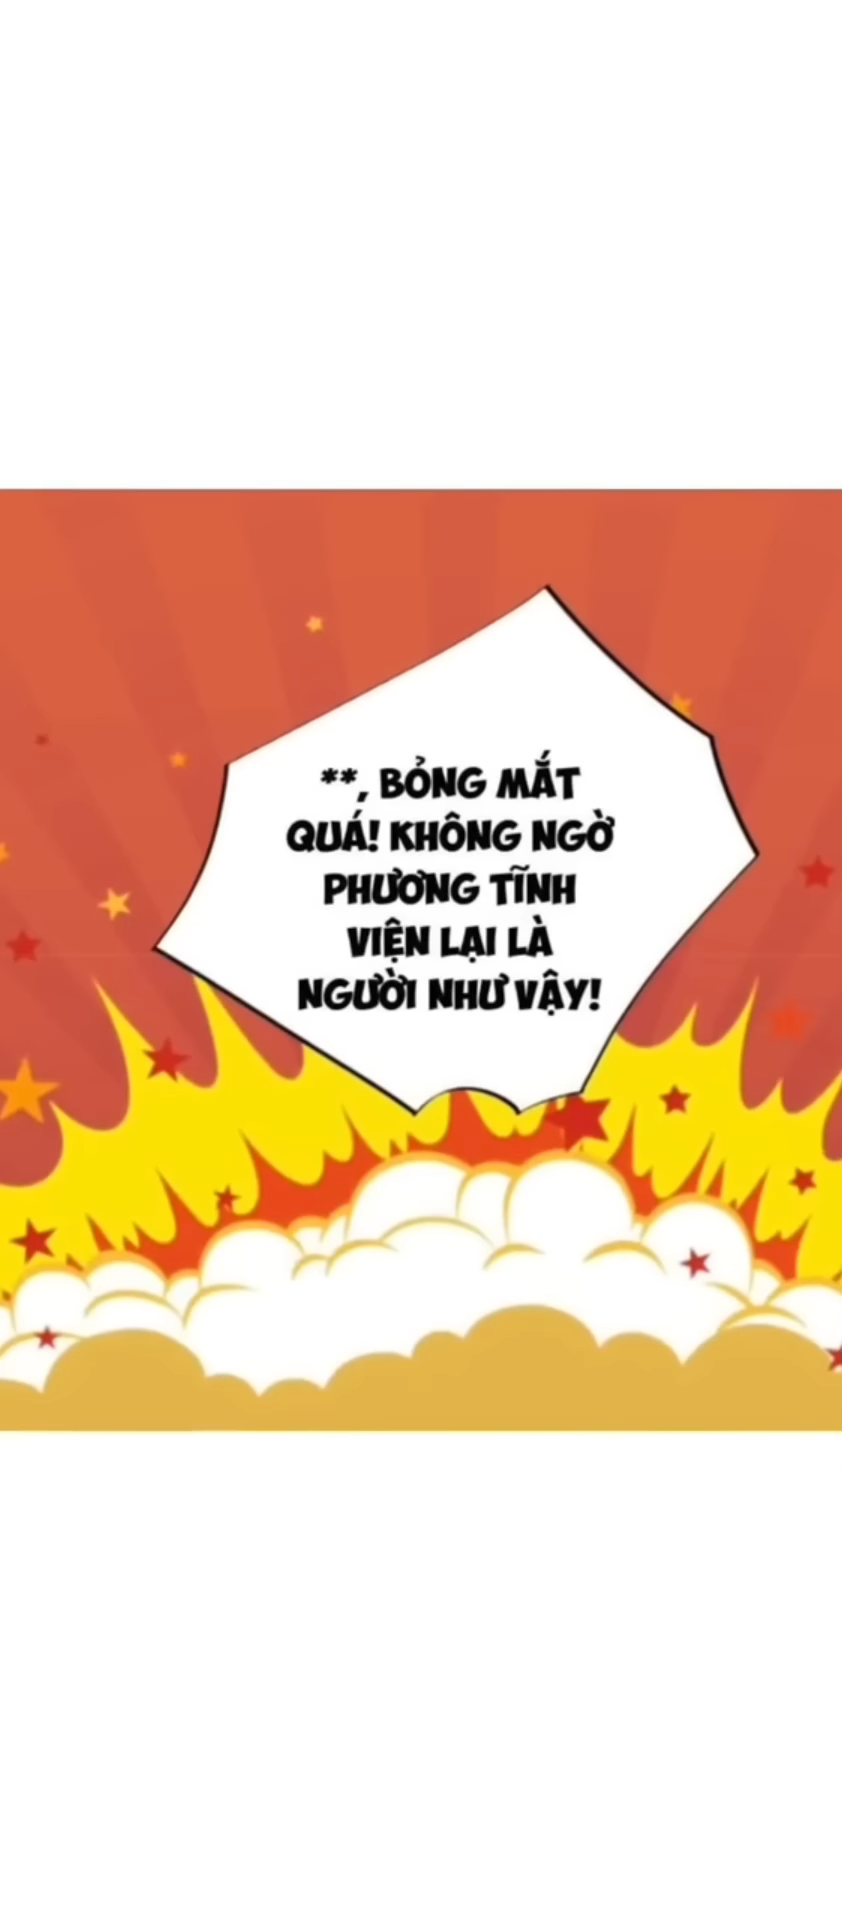 **, BỎNG MẮT
QUÁ! KHÔNG NGỜ
PHƯƠNG TĨNH
VIỆN LẠI LÀ
NGƯỜI NHƯ VẬY!